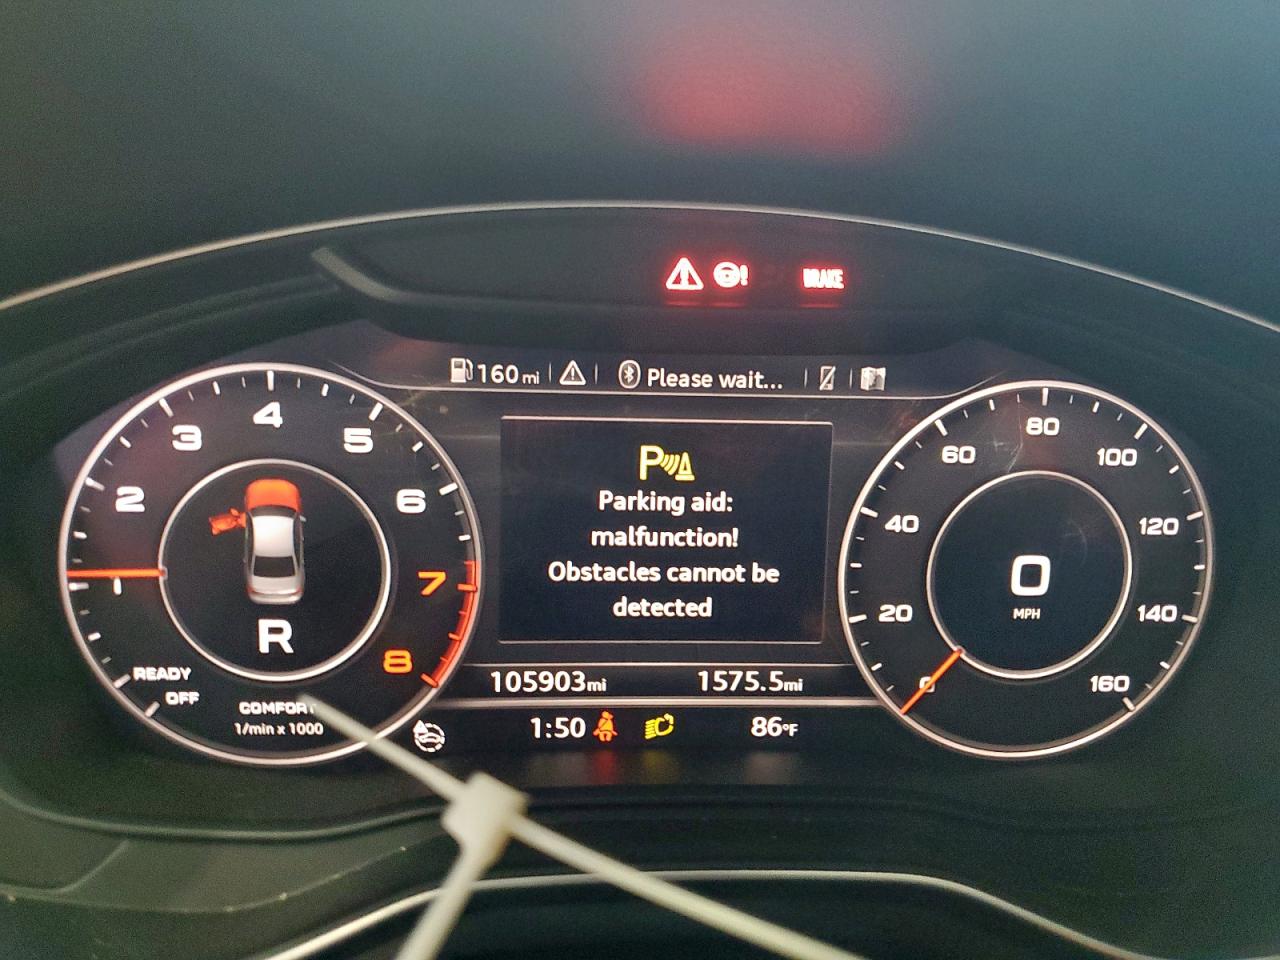 BRAKE
160 mi
Please wait...
P
Parking aid:
malfunction!
Obstacles cannot be
detected
1
2
3
4
5
6
7
8
R
READY
OFF
COMFORT
1/min x 1000
0
20
40
60
80
100
120
140
160
0
MPH
105903mi
1575.5mi
1:50
86°F